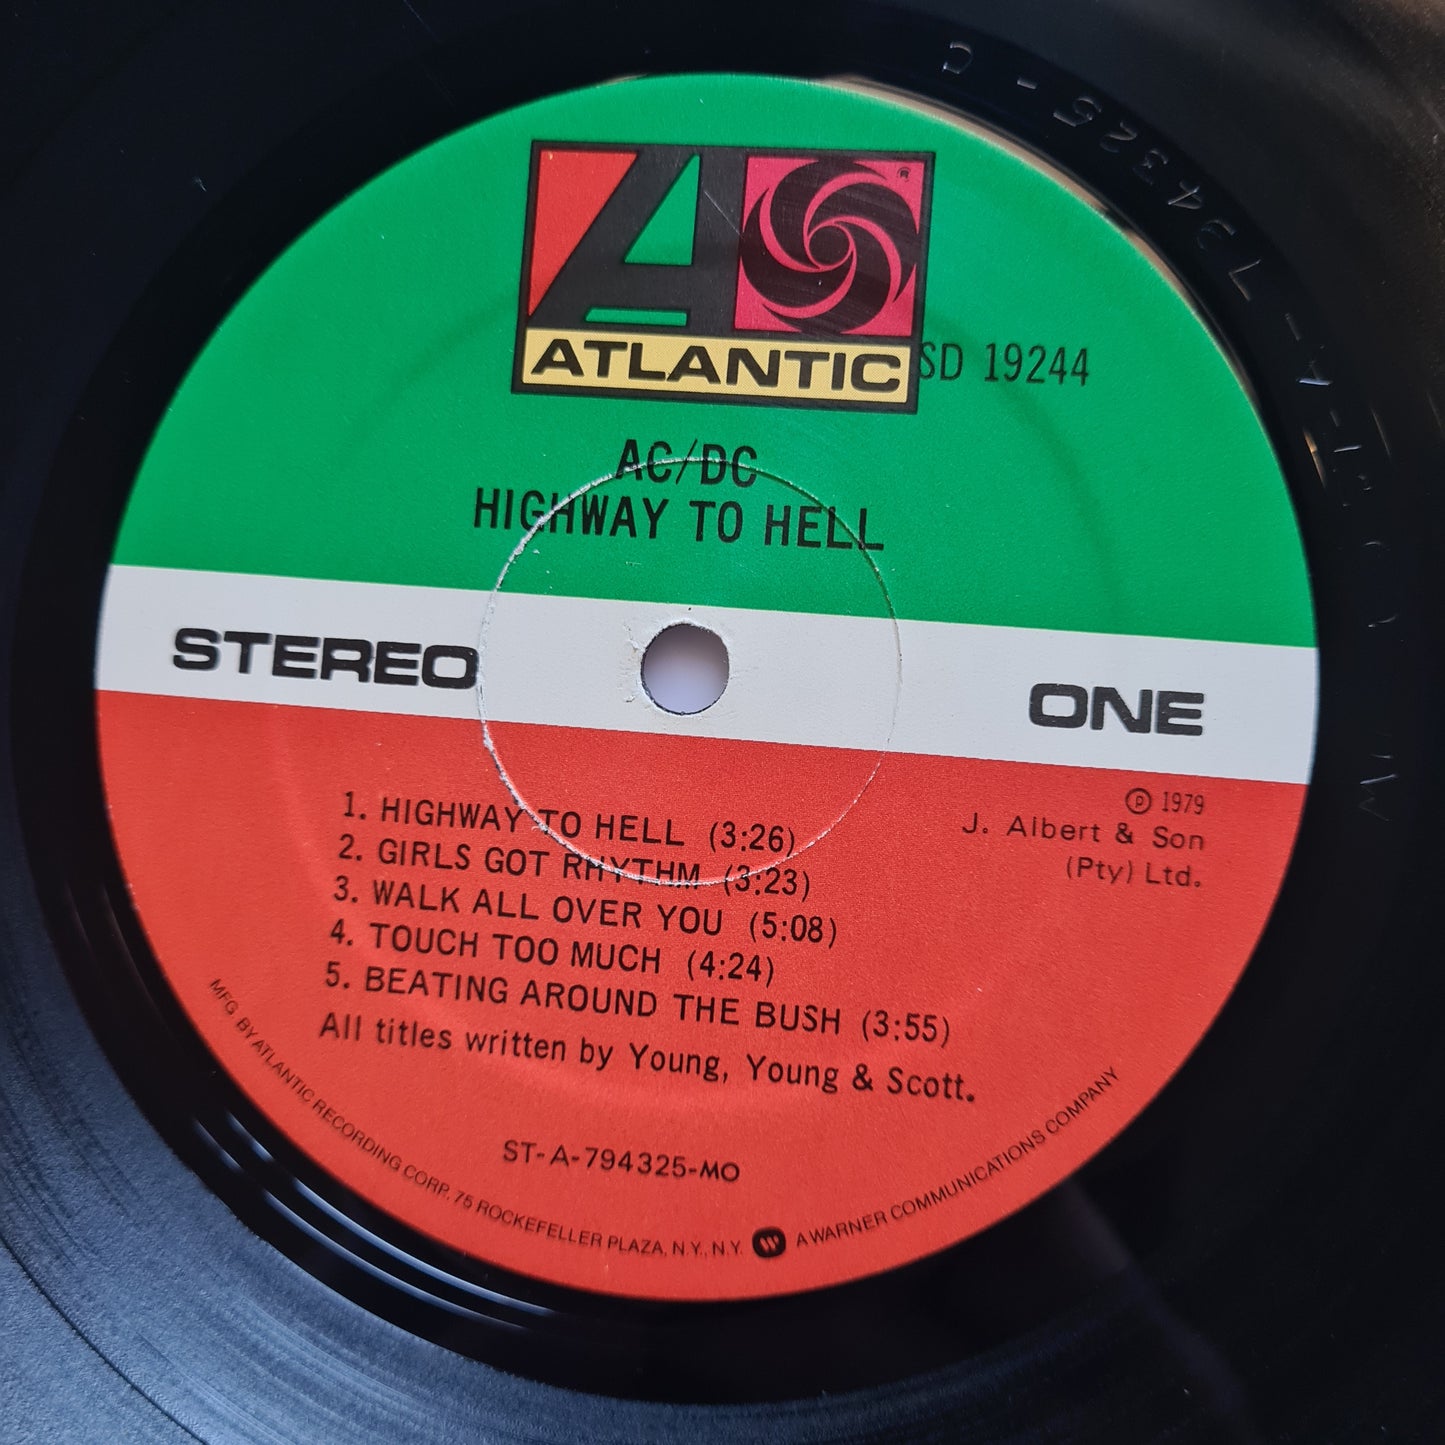 ATLANTIC
SD 19244
AC/DC
HIGHWAY TO HELL
STEREO
ONE
1. HIGHWAY TO HELL (3:26)
2. GIRLS GOT RHYTHM (3:23)
3. WALK ALL OVER YOU (5:08)
4. TOUCH TOO MUCH (4:24)
5. BEATING AROUND THE BUSH (3:55)
All titles written by Young, Young & Scott.
℗ 1979
J. Albert & Son
(Pty) Ltd.
ST-A-794325-MO
MFG BY ATLANTIC RECORDING CORP. 75 ROCKEFELLER PLAZA, N.Y., N.Y. A WARNER COMMUNICATIONS COMPANY